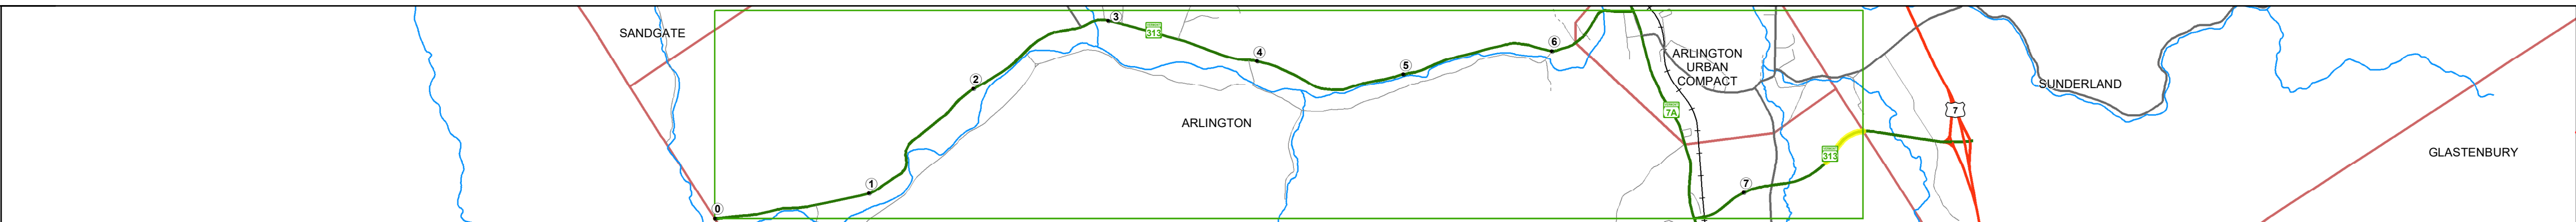 SANDGATE
3
313
4
6
5
2
ARLINGTON
URBAN
COMPACT
SUNDERLAND
7
7A
ARLINGTON
313
GLASTENBURY
1
7
0